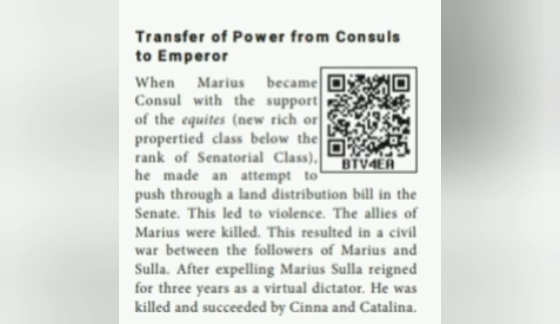 Transfer of Power from Consuls
to Emperor
When Marius became
Consul with the support
of the equites (new rich or
propertied class below the
rank of Senatorial Class),
he made an attempt to
push through a land distribution bill in the
Senate. This led to violence. The allies of
Marius were killed. This resulted in a civil
war between the followers of Marius and
Sulla. After expelling Marius Sulla reigned
for three years as a virtual dictator. He was
killed and succeeded by Cinna and Catalina.
BTV4EA